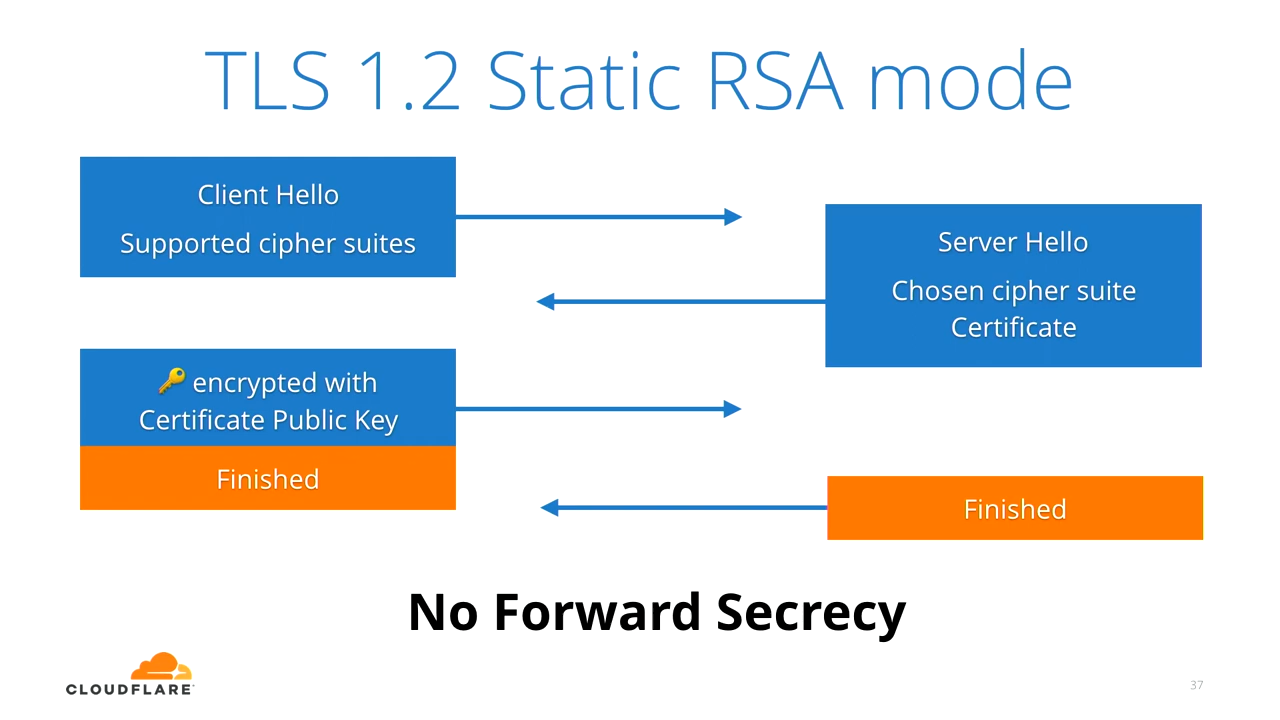 TLS 1.2 Static RSA mode
Client Hello
Supported cipher suites
Server Hello
Chosen cipher suite
Certificate
🔑 encrypted with
Certificate Public Key
Finished
Finished
No Forward Secrecy
CLOUDFLARE
37